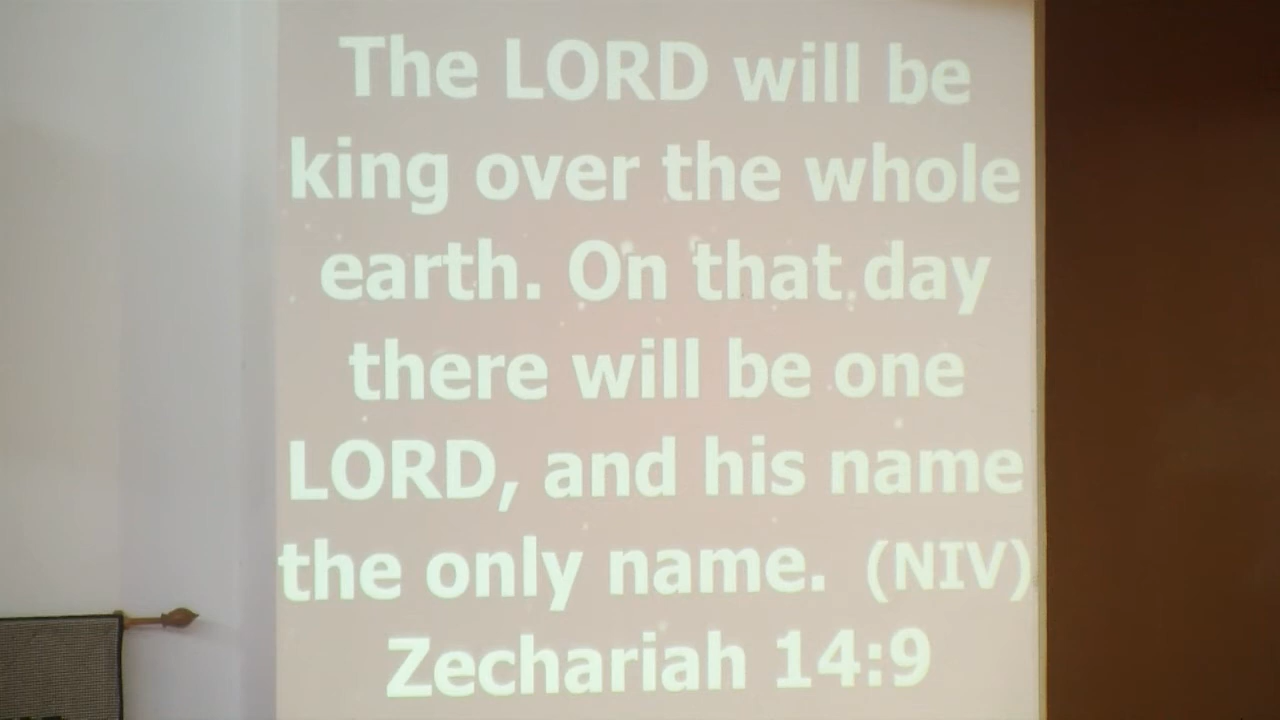 The LORD will be
king over the whole
earth. On that day
there will be one
LORD, and his name
the only name. (NIV)
Zechariah 14:9